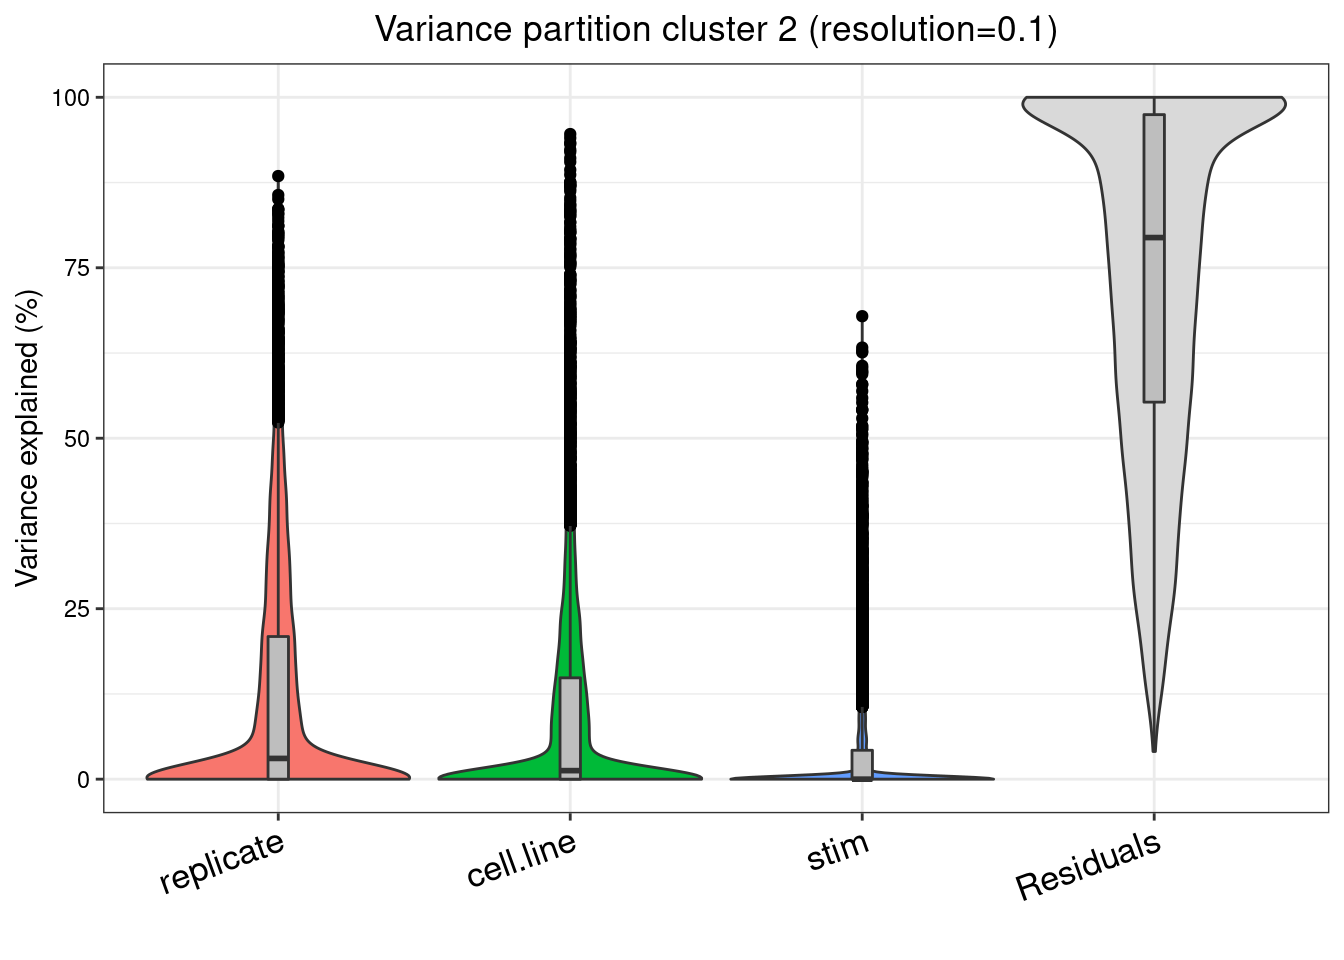 Variance partition cluster 2 (resolution=0.1)
Variance explained (%)
100
75
50
25
0
replicate
cell.line
stim
Residuals